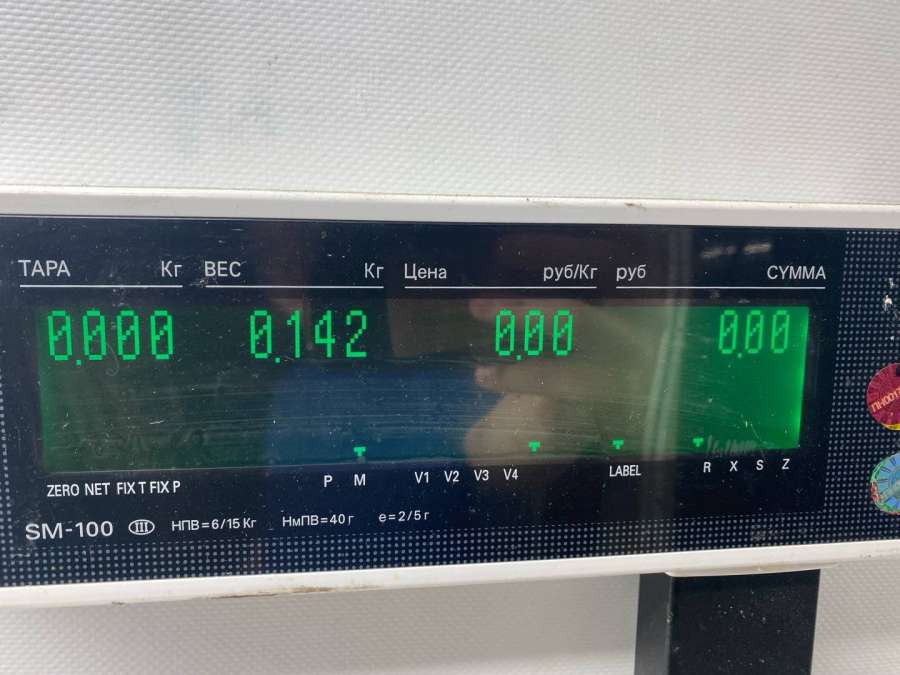 ТАРА Кг ВЕС Кг Цена руб/Кг руб СУММА
0.000 0.142 0.00 0.00
ZERO NET FIX T FIX P P M V1 V2 V3 V4 LABEL R X S Z
SM-100 III НПВ=6/15 Кг НмПВ=40 г e=2/5 г